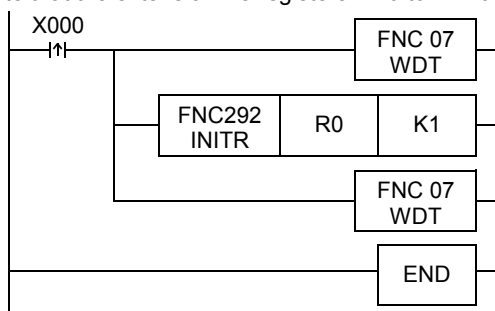 X000
FNC 07
WDT
FNC292
INITR
R0
K1
FNC 07
WDT
END